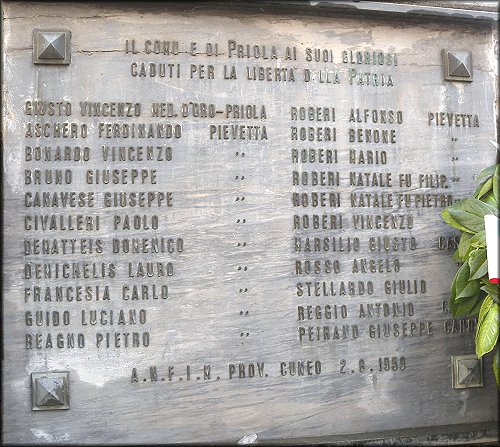 IL COMUNE DI PRIOLA AI SUOI GLORIOSI
CADUTI PER LA LIBERTA DELLA PATRIA
GIUSTO VINCENZO MED. D'ORO-PRIOLA
ASCHERO FERDINANDO PIEVETTA
BONARDO VINCENZO "
BRUNO GIUSEPPE "
CANAVESE GIUSEPPE "
CIVALLERI PAOLO "
DEMATTEIS DOMENICO "
DEMICHELIS LAURO "
FRANCESIA CARLO "
GUIDO LUCIANO "
REAGNO PIETRO "
ROBERI ALFONSO PIEVETTA
ROBERI BENONE "
ROBERI MARIO "
ROBERI NATALE FU FILIP. "
ROBERI NATALE FU PIETRO
ROBERI VINCENZO
MARSILIO GIUSTO
ROSSO ANGELO
STELLARDO GIULIO
REGGIO ANTONIO
PEIRANO GIUSEPPE
A.N.F.I.M. PROV. CUNEO 2.8.1959